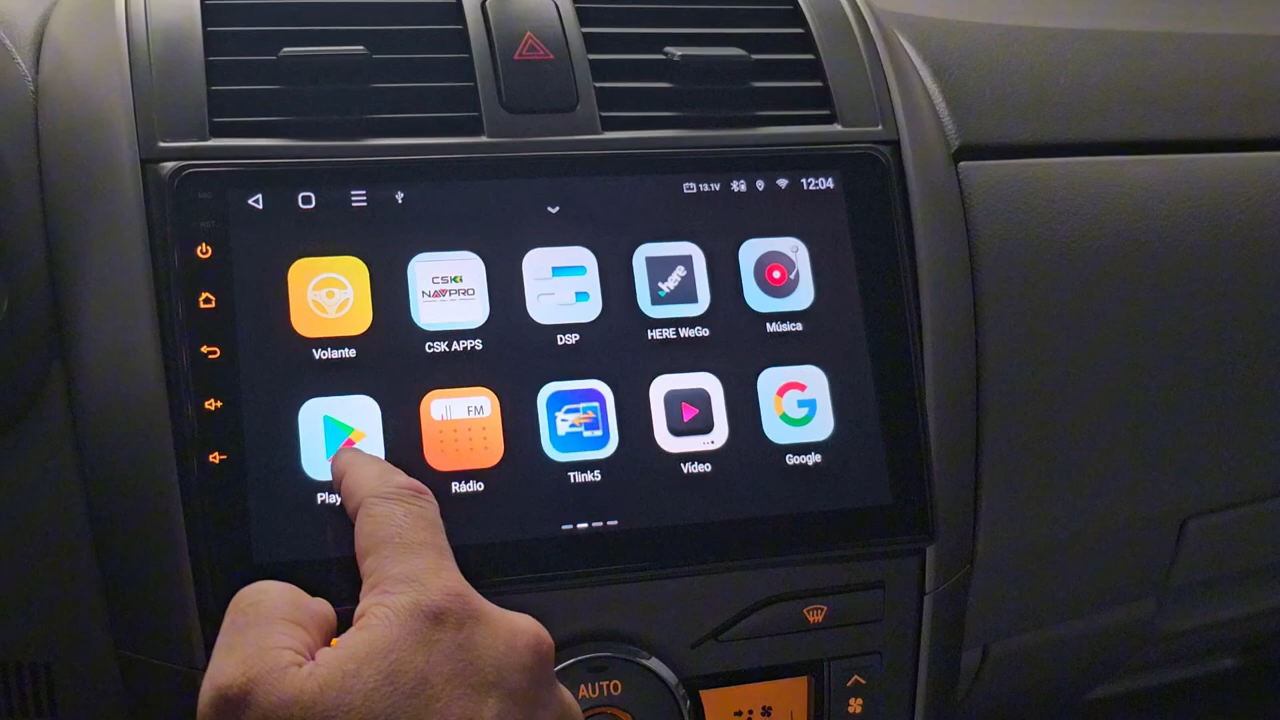 13.1V
12:04
CSK
NAVPRO
here
Volante
CSK APPS
DSP
HERE WeGo
Música
FM
Play
Rádio
Tlink5
Vídeo
Google
AUTO